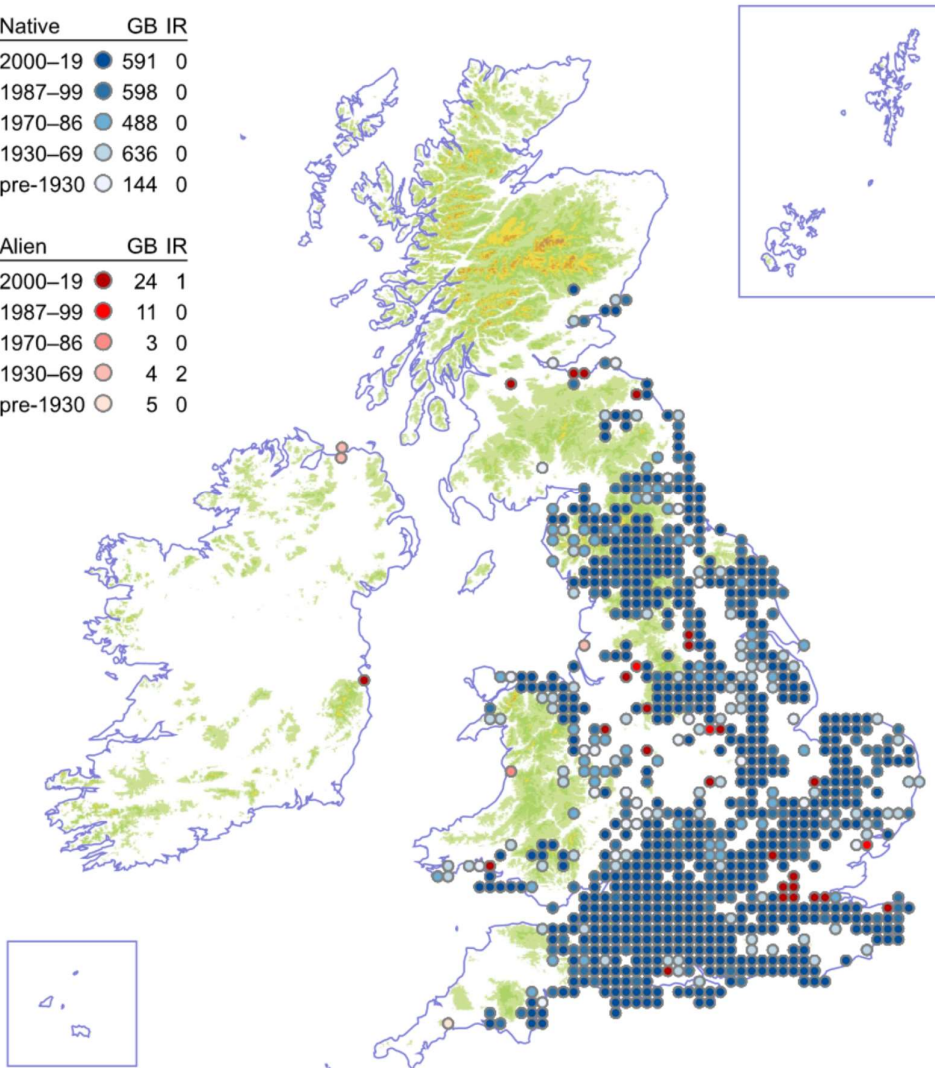 Native GB IR
2000–19 591 0
1987–99 598 0
1970–86 488 0
1930–69 636 0
pre-1930 144 0
Alien GB IR
2000–19 24 1
1987–99 11 0
1970–86 3 0
1930–69 4 2
pre-1930 5 0